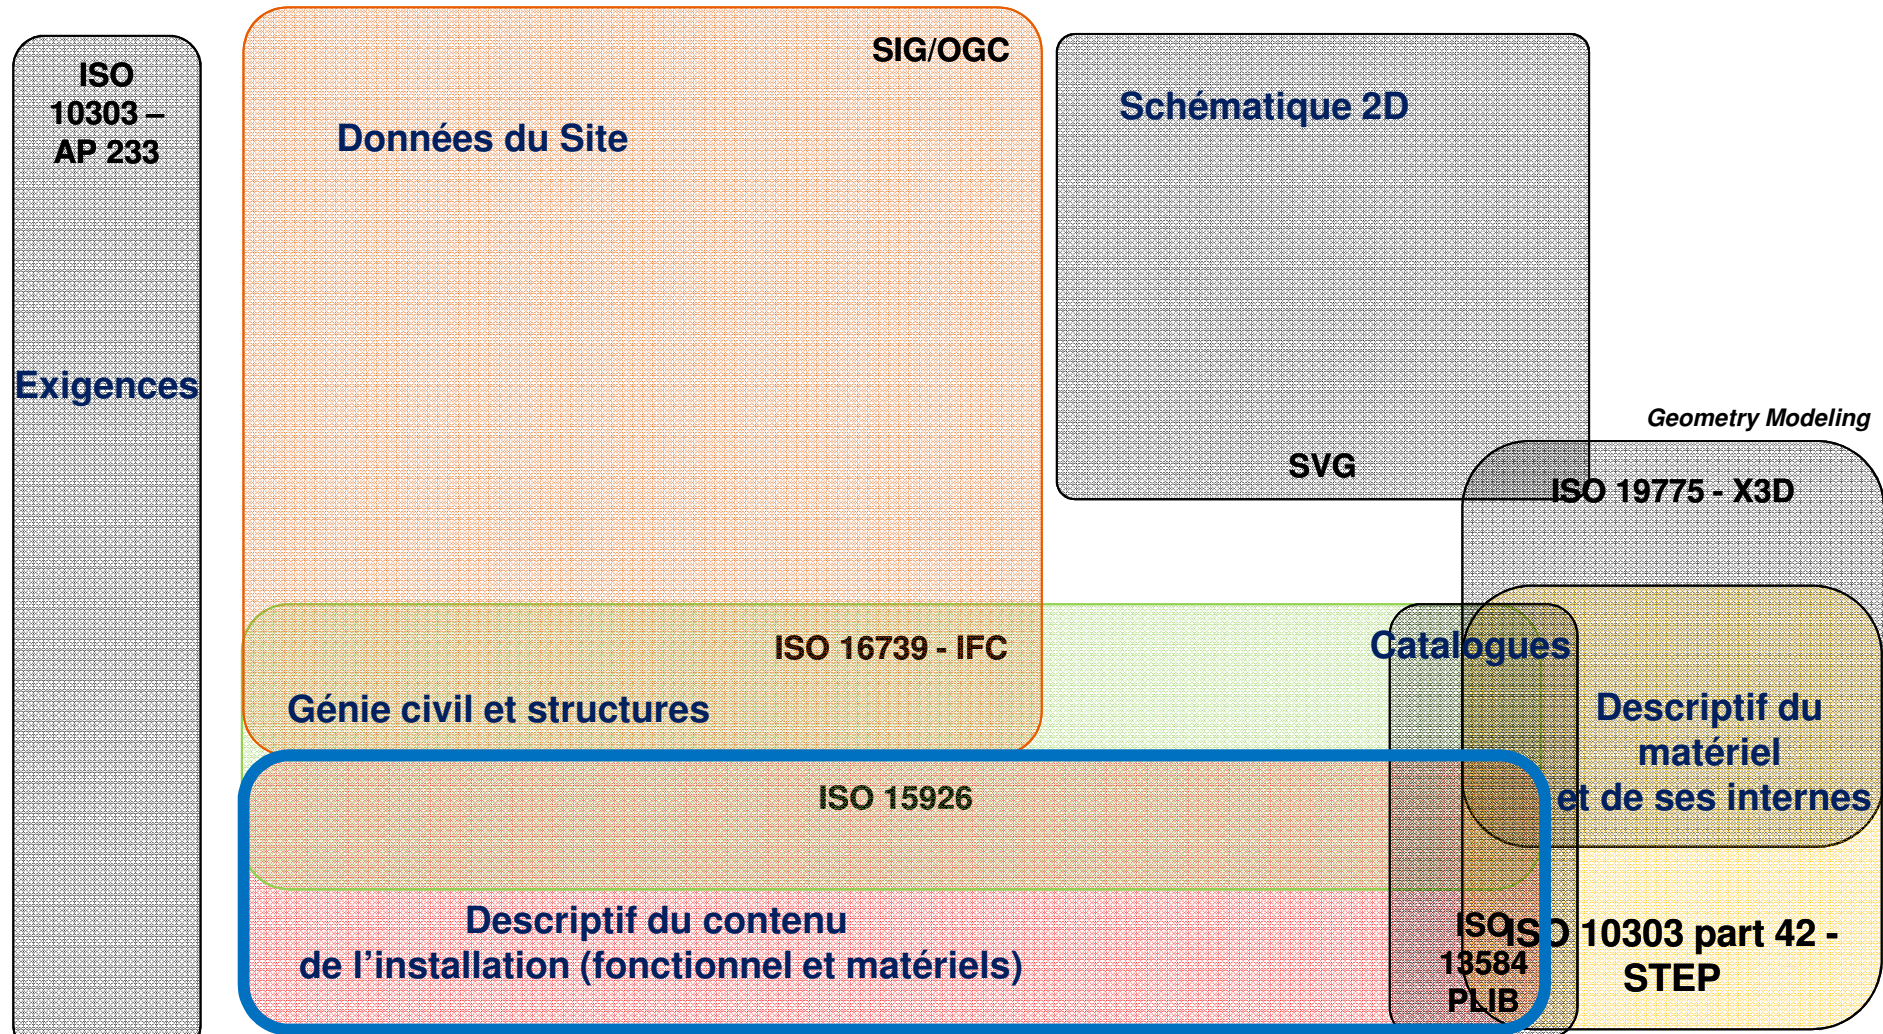 ISO
10303 –
AP 233
Exigences
SIG/OGC
Données du Site
Schématique 2D
SVG
Geometry Modeling
ISO 19775 - X3D
ISO 16739 - IFC
Génie civil et structures
Catalogues
Descriptif du
matériel
et de ses internes
ISO 15926
Descriptif du contenu
de l’installation (fonctionnel et matériels)
ISO
13584
PLIB
ISO 10303 part 42 -
STEP